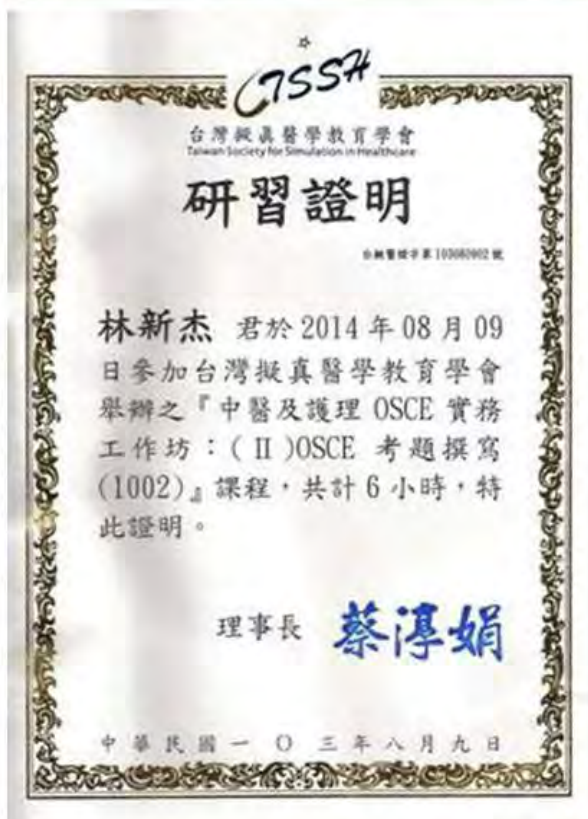 TSSH
台灣擬真醫學教育學會
Taiwan Society for Simulation in Healthcare
研習證明
林新杰 君於 2014 年 08 月 09
日參加台灣擬真醫學教育學會
舉辦之『中醫及護理 OSCE 實務
工作坊：( II )OSCE 考題撰寫
(1002)』課程，共計 6 小時，特
此證明。
理事長 蔡淳娟
中華民國一〇三年八月九日